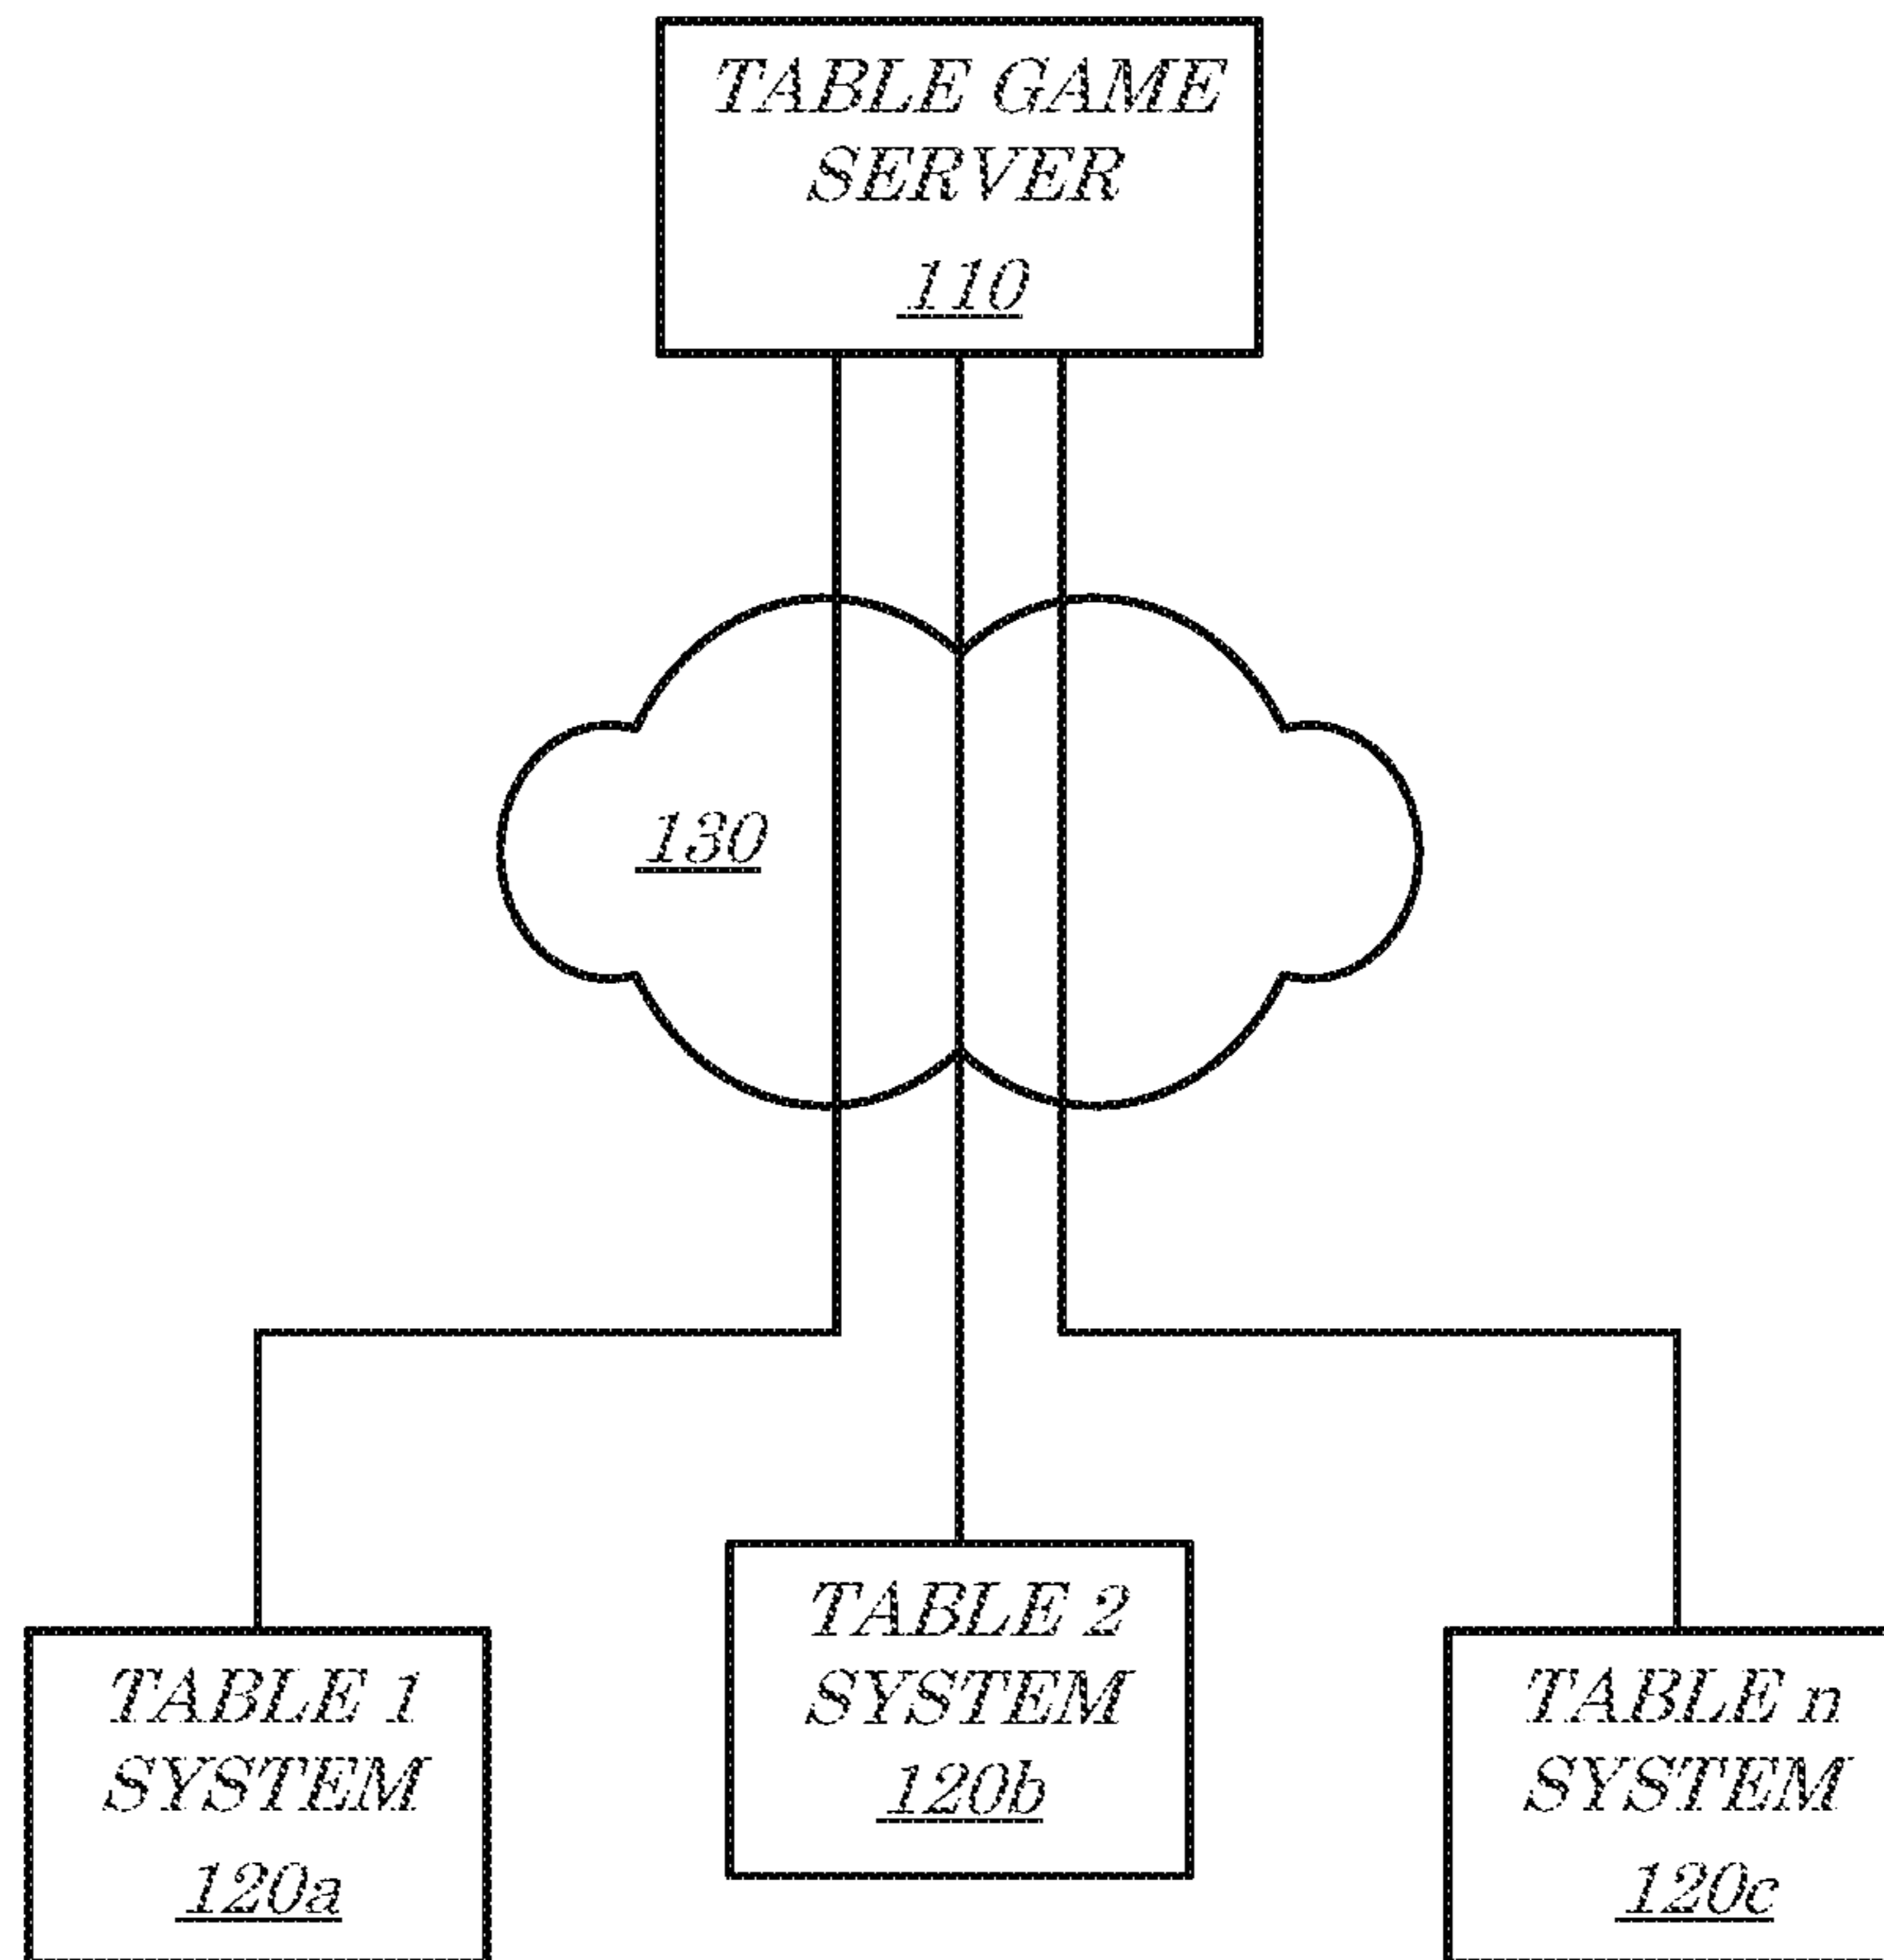 TABLE GAME
SERVER
110
130
TABLE 1
SYSTEM
120a
TABLE 2
SYSTEM
120b
TABLE n
SYSTEM
120c